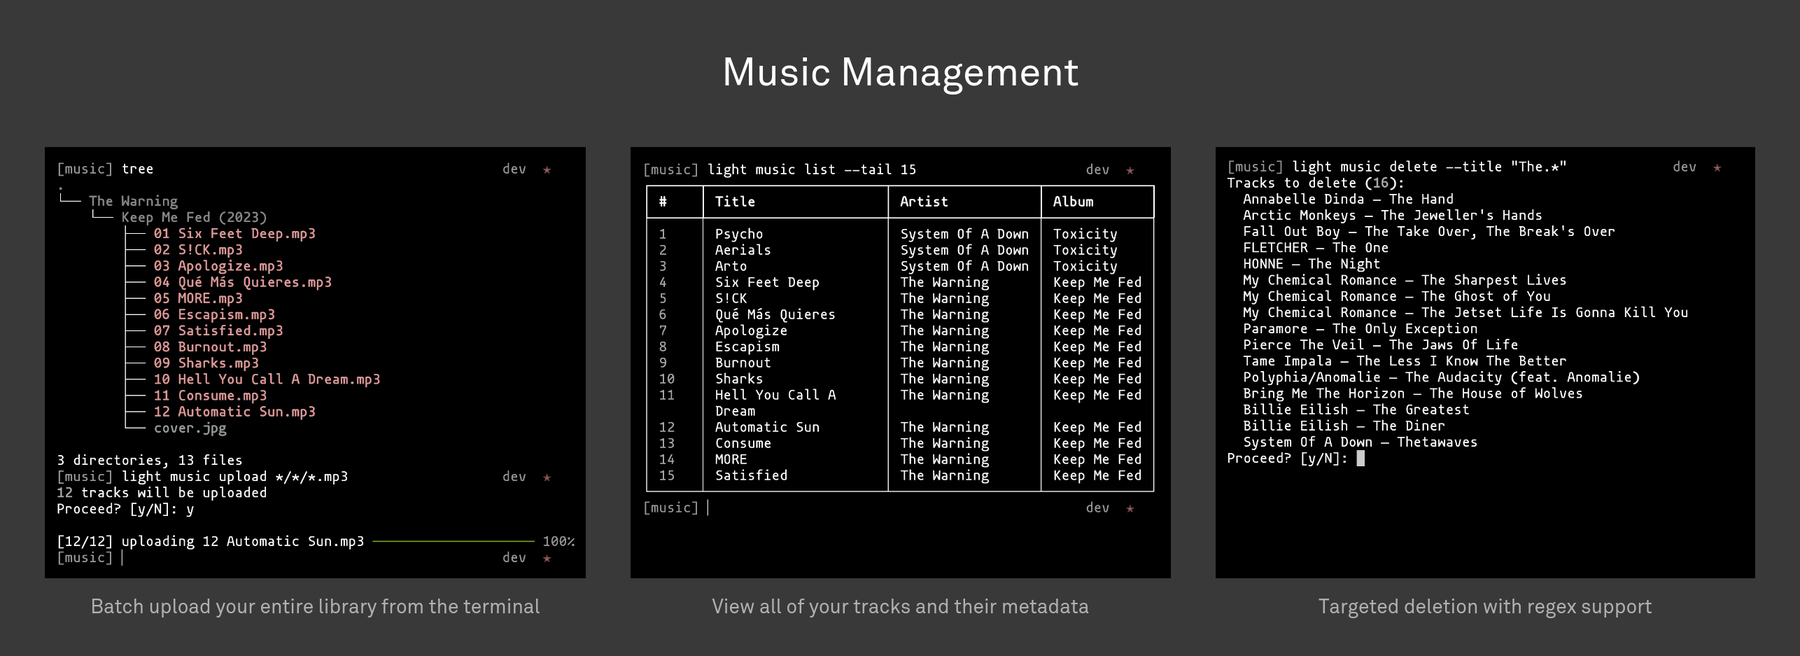 Music Management
[music] tree dev ★
.
└── The Warning
└── Keep Me Fed (2023)
├── 01 Six Feet Deep.mp3
├── 02 S!CK.mp3
├── 03 Apologize.mp3
├── 04 Qué Más Quieres.mp3
├── 05 MORE.mp3
├── 06 Escapism.mp3
├── 07 Satisfied.mp3
├── 08 Burnout.mp3
├── 09 Sharks.mp3
├── 10 Hell You Call A Dream.mp3
├── 11 Consume.mp3
├── 12 Automatic Sun.mp3
└── cover.jpg
3 directories, 13 files
[music] light music upload */*/*.mp3 dev ★
12 tracks will be uploaded
Proceed? [y/N]: y
[12/12] uploading 12 Automatic Sun.mp3 100%
[music] dev ★
Batch upload your entire library from the terminal
[music] light music list --tail 15 dev ★
# Title Artist Album
1 Psycho System Of A Down Toxicity
2 Aerials System Of A Down Toxicity
3 Arto System Of A Down Toxicity
4 Six Feet Deep The Warning Keep Me Fed
5 S!CK The Warning Keep Me Fed
6 Qué Más Quieres The Warning Keep Me Fed
7 Apologize The Warning Keep Me Fed
8 Escapism The Warning Keep Me Fed
9 Burnout The Warning Keep Me Fed
10 Sharks The Warning Keep Me Fed
11 Hell You Call A The Warning Keep Me Fed
Dream
12 Automatic Sun The Warning Keep Me Fed
13 Consume The Warning Keep Me Fed
14 MORE The Warning Keep Me Fed
15 Satisfied The Warning Keep Me Fed
[music] dev ★
View all of your tracks and their metadata
[music] light music delete --title "The.*" dev ★
Tracks to delete (16):
Annabelle Dinda – The Hand
Arctic Monkeys – The Jeweller's Hands
Fall Out Boy – The Take Over, The Break's Over
FLETCHER – The One
HONNE – The Night
My Chemical Romance – The Sharpest Lives
My Chemical Romance – The Ghost of You
My Chemical Romance – The Jetset Life Is Gonna Kill You
Paramore – The Only Exception
Pierce The Veil – The Jaws Of Life
Tame Impala – The Less I Know The Better
Polyphia/Anomalie – The Audacity (feat. Anomalie)
Bring Me The Horizon – The House of Wolves
Billie Eilish – The Greatest
Billie Eilish – The Diner
System Of A Down – Thetawaves
Proceed? [y/N]:
Targeted deletion with regex support